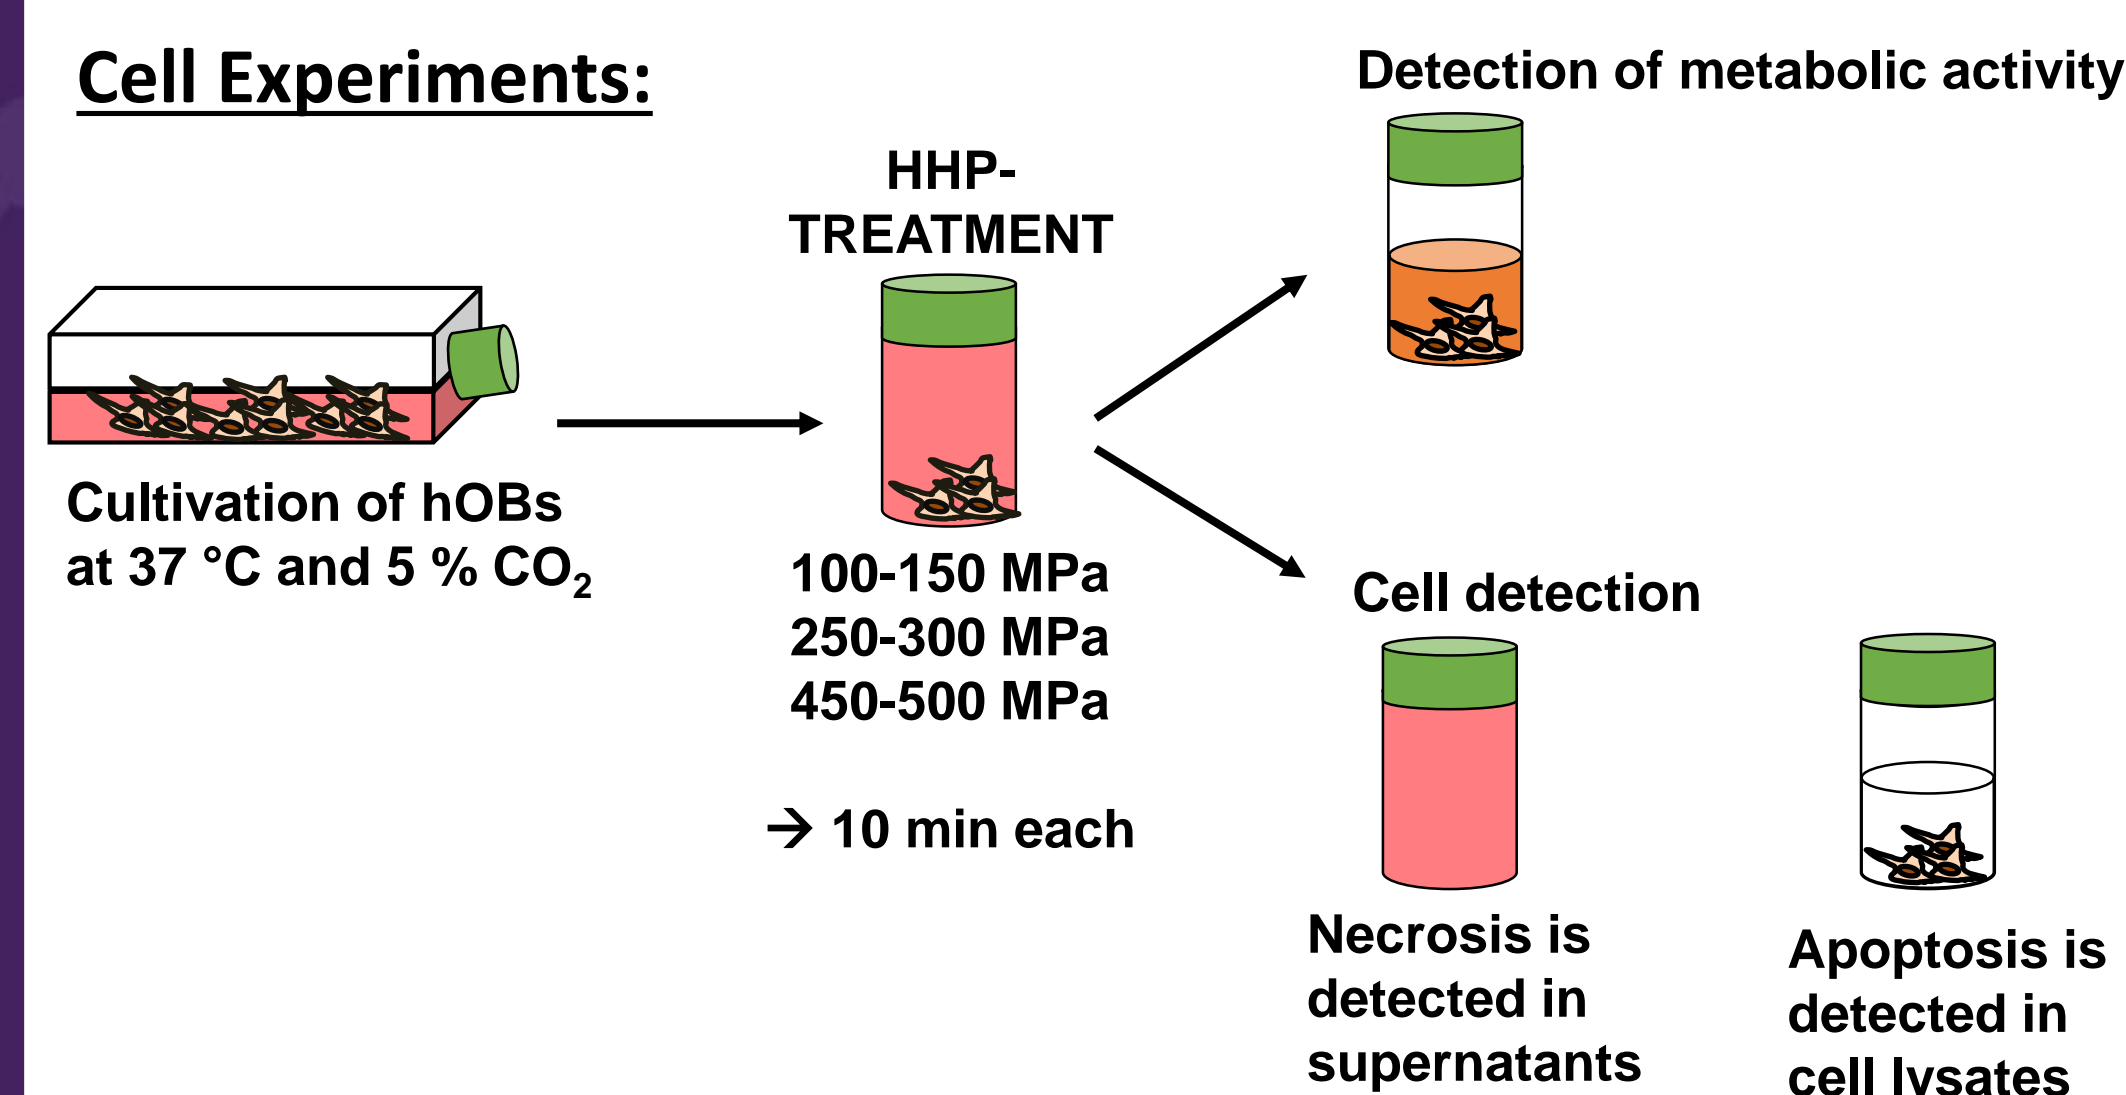 Cell Experiments:
Detection of metabolic activity
HHP-
TREATMENT
Cultivation of hOBs
at 37 °C and 5 % CO₂
100-150 MPa
250-300 MPa
450-500 MPa
→ 10 min each
Cell detection
Necrosis is
detected in
supernatants
Apoptosis is
detected in
cell lysates